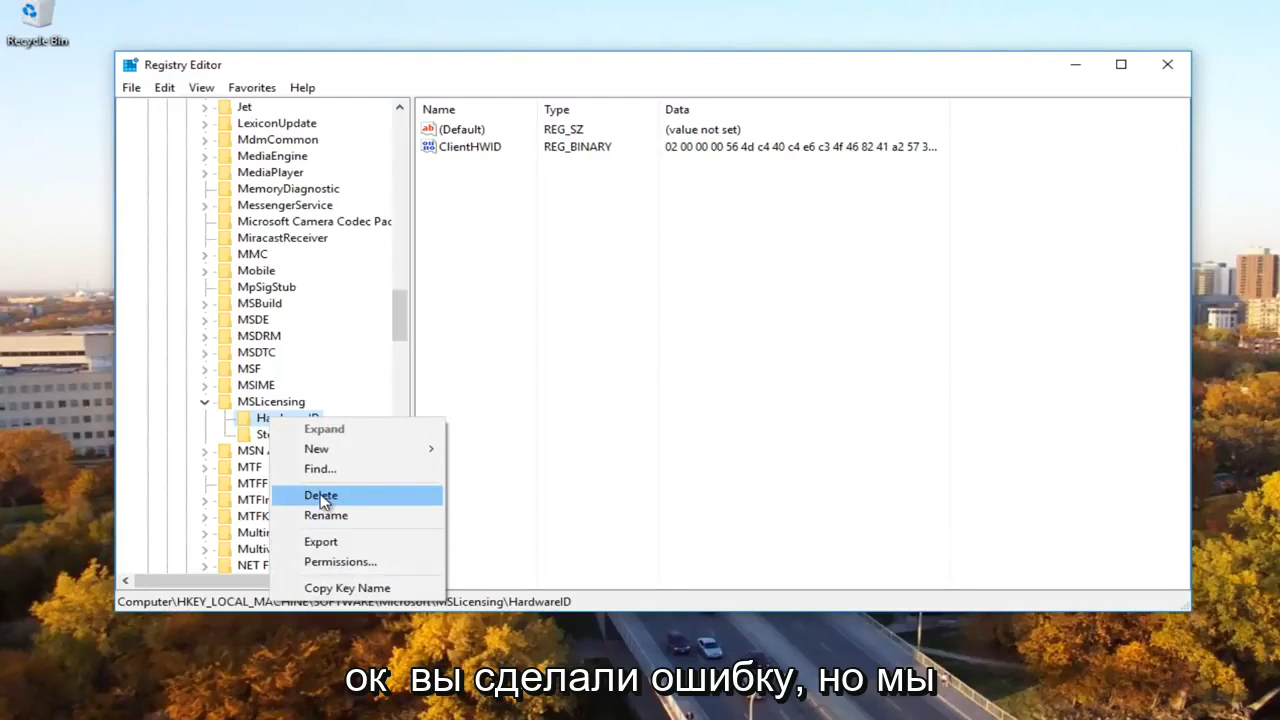 Recycle Bin
Registry Editor
File Edit View Favorites Help
Jet
LexiconUpdate
MdmCommon
MediaEngine
MediaPlayer
MemoryDiagnostic
MessengerService
Microsoft Camera Codec Pac
MiracastReceiver
MMC
Mobile
MpSigStub
MSBuild
MSDE
MSDRM
MSDTC
MSF
MSIME
MSLicensing
MSN
MTF
MTFF
NET F
Name Type Data
(Default) REG_SZ (value not set)
ClientHWID REG_BINARY 02 00 00 00 56 4d c4 40 c4 e6 c3 4f 46 82 41 a2 57 3...
Expand
New
Find...
Delete
Rename
Export
Permissions...
Copy Key Name
Computer\HKEY_LOCAL_MACHINE\SOFTWARE\Microsoft\MSLicensing\HardwareID
ок вы сделали ошибку, но мы